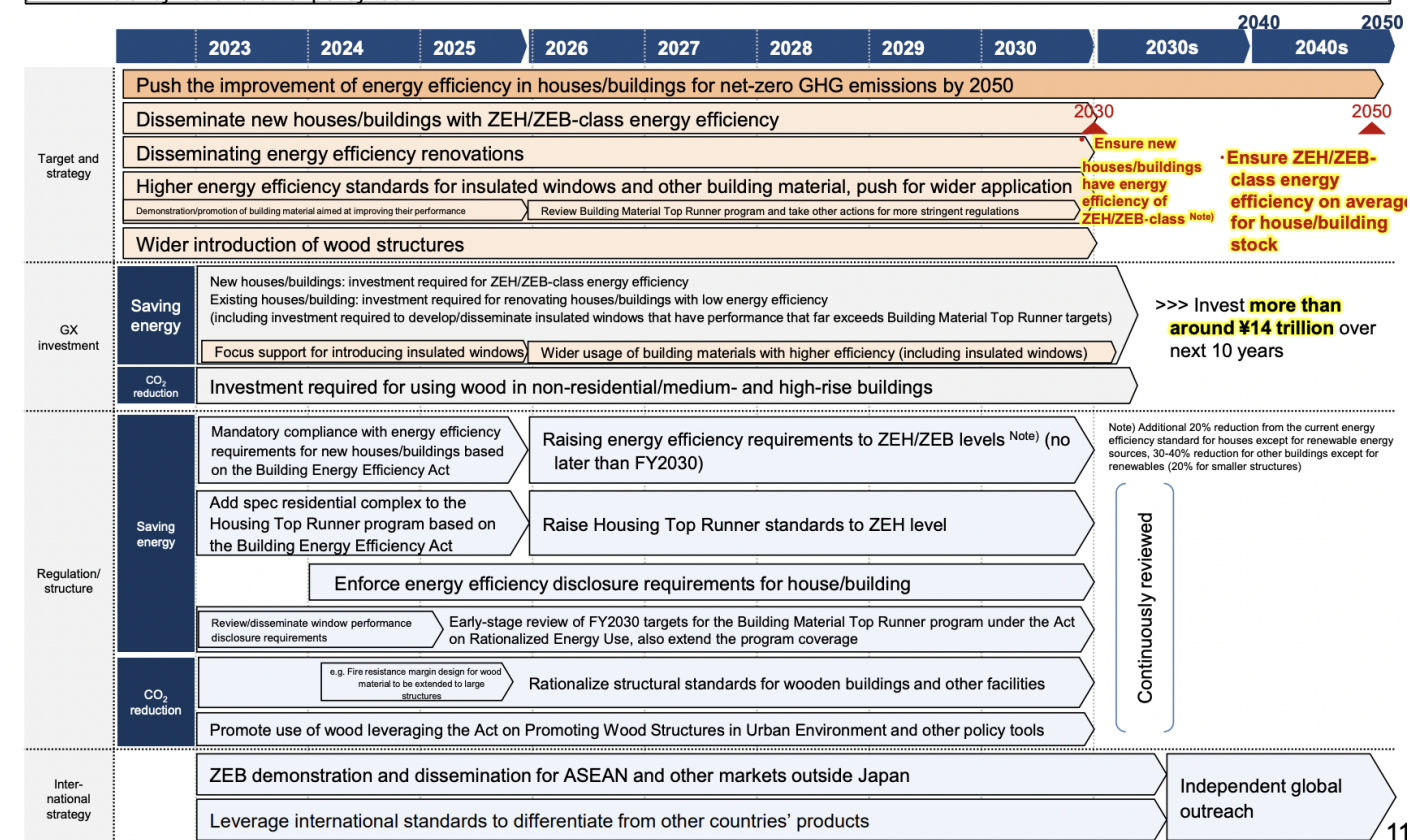 2040 2050
2023 2024 2025 2026 2027 2028 2029 2030 2030s 2040s
Target and
strategy
Push the improvement of energy efficiency in houses/buildings for net-zero GHG emissions by 2050
Disseminate new houses/buildings with ZEH/ZEB-class energy efficiency
Disseminating energy efficiency renovations
Higher energy efficiency standards for insulated windows and other building material, push for wider application
Demonstration/promotion of building material aimed at improving their performance
Review Building Material Top Runner program and take other actions for more stringent regulations
Wider introduction of wood structures
2030
• Ensure new
houses/buildings
have energy
efficiency of
ZEH/ZEB-class Note)
2050
・Ensure ZEH/ZEB-
class energy
efficiency on average
for house/building
stock
GX
investment
Saving
energy
New houses/buildings: investment required for ZEH/ZEB-class energy efficiency
Existing houses/building: investment required for renovating houses/buildings with low energy efficiency
(including investment required to develop/disseminate insulated windows that have performance that far exceeds Building Material Top Runner targets)
Focus support for introducing insulated windows
Wider usage of building materials with higher efficiency (including insulated windows)
CO2
reduction
Investment required for using wood in non-residential/medium- and high-rise buildings
>>> Invest more than
around ¥14 trillion over
next 10 years
Regulation/
structure
Saving
energy
Mandatory compliance with energy efficiency
requirements for new houses/buildings based
on the Building Energy Efficiency Act
Raising energy efficiency requirements to ZEH/ZEB levels Note) (no
later than FY2030)
Note) Additional 20% reduction from the current energy
efficiency standard for houses except for renewable energy
sources, 30-40% reduction for other buildings except for
renewables (20% for smaller structures)
Add spec residential complex to the
Housing Top Runner program based on
the Building Energy Efficiency Act
Raise Housing Top Runner standards to ZEH level
Enforce energy efficiency disclosure requirements for house/building
Review/disseminate window performance
disclosure requirements
Early-stage review of FY2030 targets for the Building Material Top Runner program under the Act
on Rationalized Energy Use, also extend the program coverage
Continuously reviewed
CO2
reduction
e.g. Fire resistance margin design for wood
material to be extended to large
structures
Rationalize structural standards for wooden buildings and other facilities
Promote use of wood leveraging the Act on Promoting Wood Structures in Urban Environment and other policy tools
Inter-
national
strategy
ZEB demonstration and dissemination for ASEAN and other markets outside Japan
Leverage international standards to differentiate from other countries' products
Independent global
outreach
11